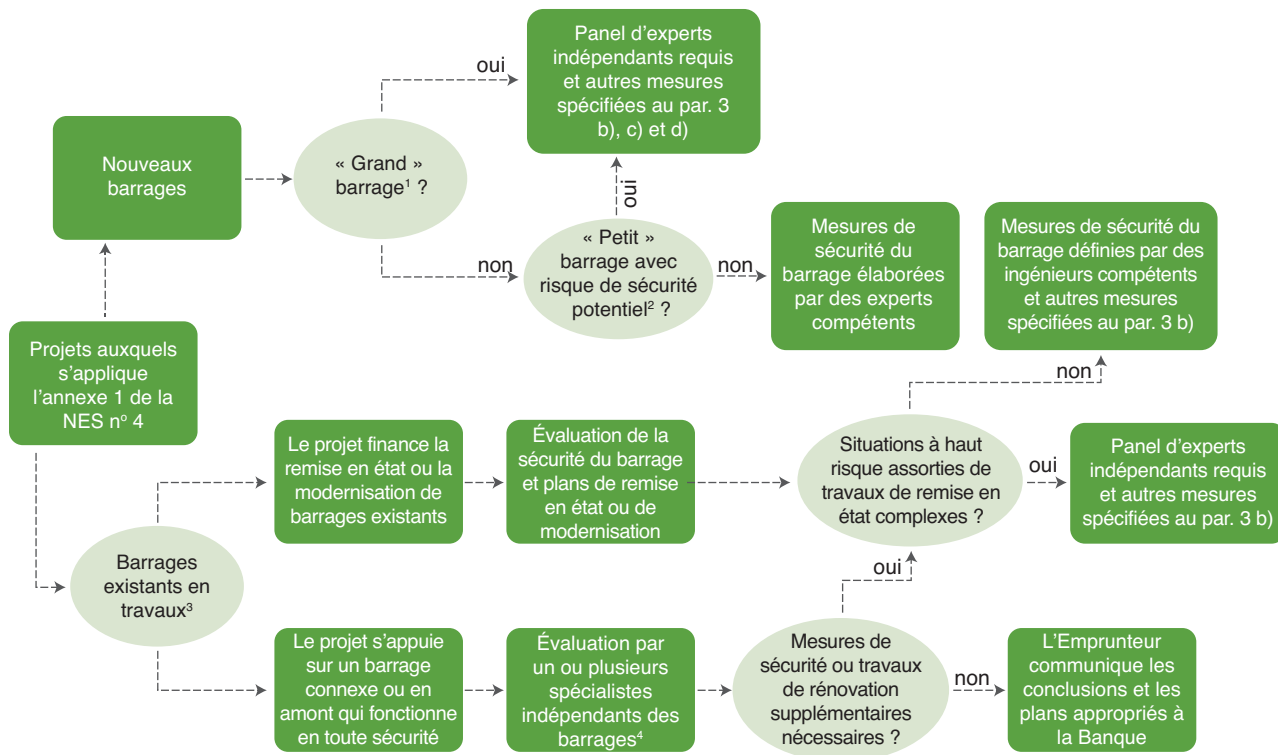 Projets auxquels
s'applique
l'annexe 1 de la
NES nº 4
Nouveaux
barrages
« Grand »
barrage¹ ?
oui
Panel d'experts
indépendants requis
et autres mesures
spécifiées au par. 3
b), c) et d)
non
« Petit »
barrage avec
risque de sécurité
potentiel² ?
oui
non
Mesures de
sécurité du
barrage élaborées
par des experts
compétents
Barrages
existants en
travaux³
Le projet finance la
remise en état ou la
modernisation de
barrages existants
Évaluation de la
sécurité du barrage
et plans de remise
en état ou de
modernisation
Situations à haut
risque assorties de
travaux de remise en
état complexes ?
non
Mesures de sécurité du
barrage définies par des
ingénieurs compétents
et autres mesures
spécifiées au par. 3 b)
oui
Panel d'experts
indépendants requis
et autres mesures
spécifiées au par. 3 b)
Le projet s'appuie
sur un barrage
connexe ou en
amont qui fonctionne
en toute sécurité
Évaluation par
un ou plusieurs
spécialistes
indépendants des
barrages⁴
Mesures de
sécurité ou travaux
de rénovation
supplémentaires
nécessaires ?
oui
non
L'Emprunteur
communique les
conclusions et les
plans appropriés à
la Banque